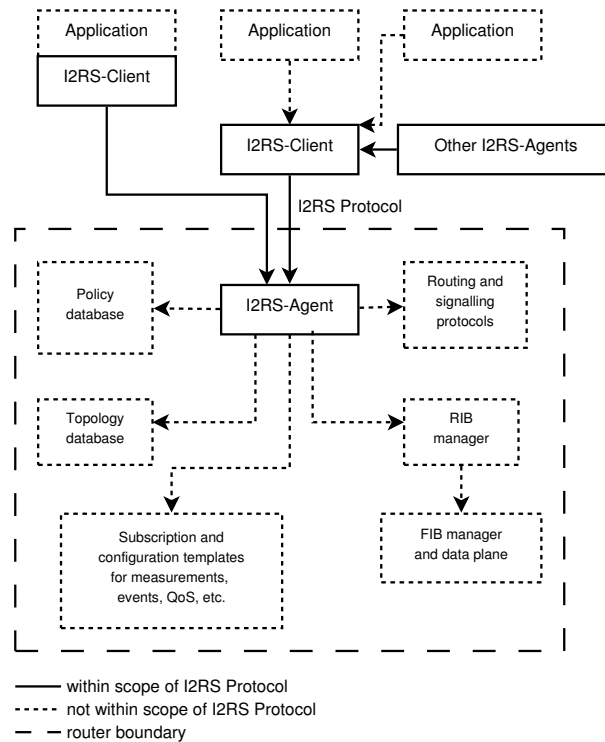 Application
Application
Application
I2RS-Client
I2RS-Client
Other I2RS-Agents
I2RS Protocol
Policy
database
I2RS-Agent
Routing and
signalling
protocols
Topology
database
RIB
manager
Subscription and
configuration templates
for measurements,
events, QoS, etc.
FIB manager
and data plane
within scope of I2RS Protocol
not within scope of I2RS Protocol
router boundary